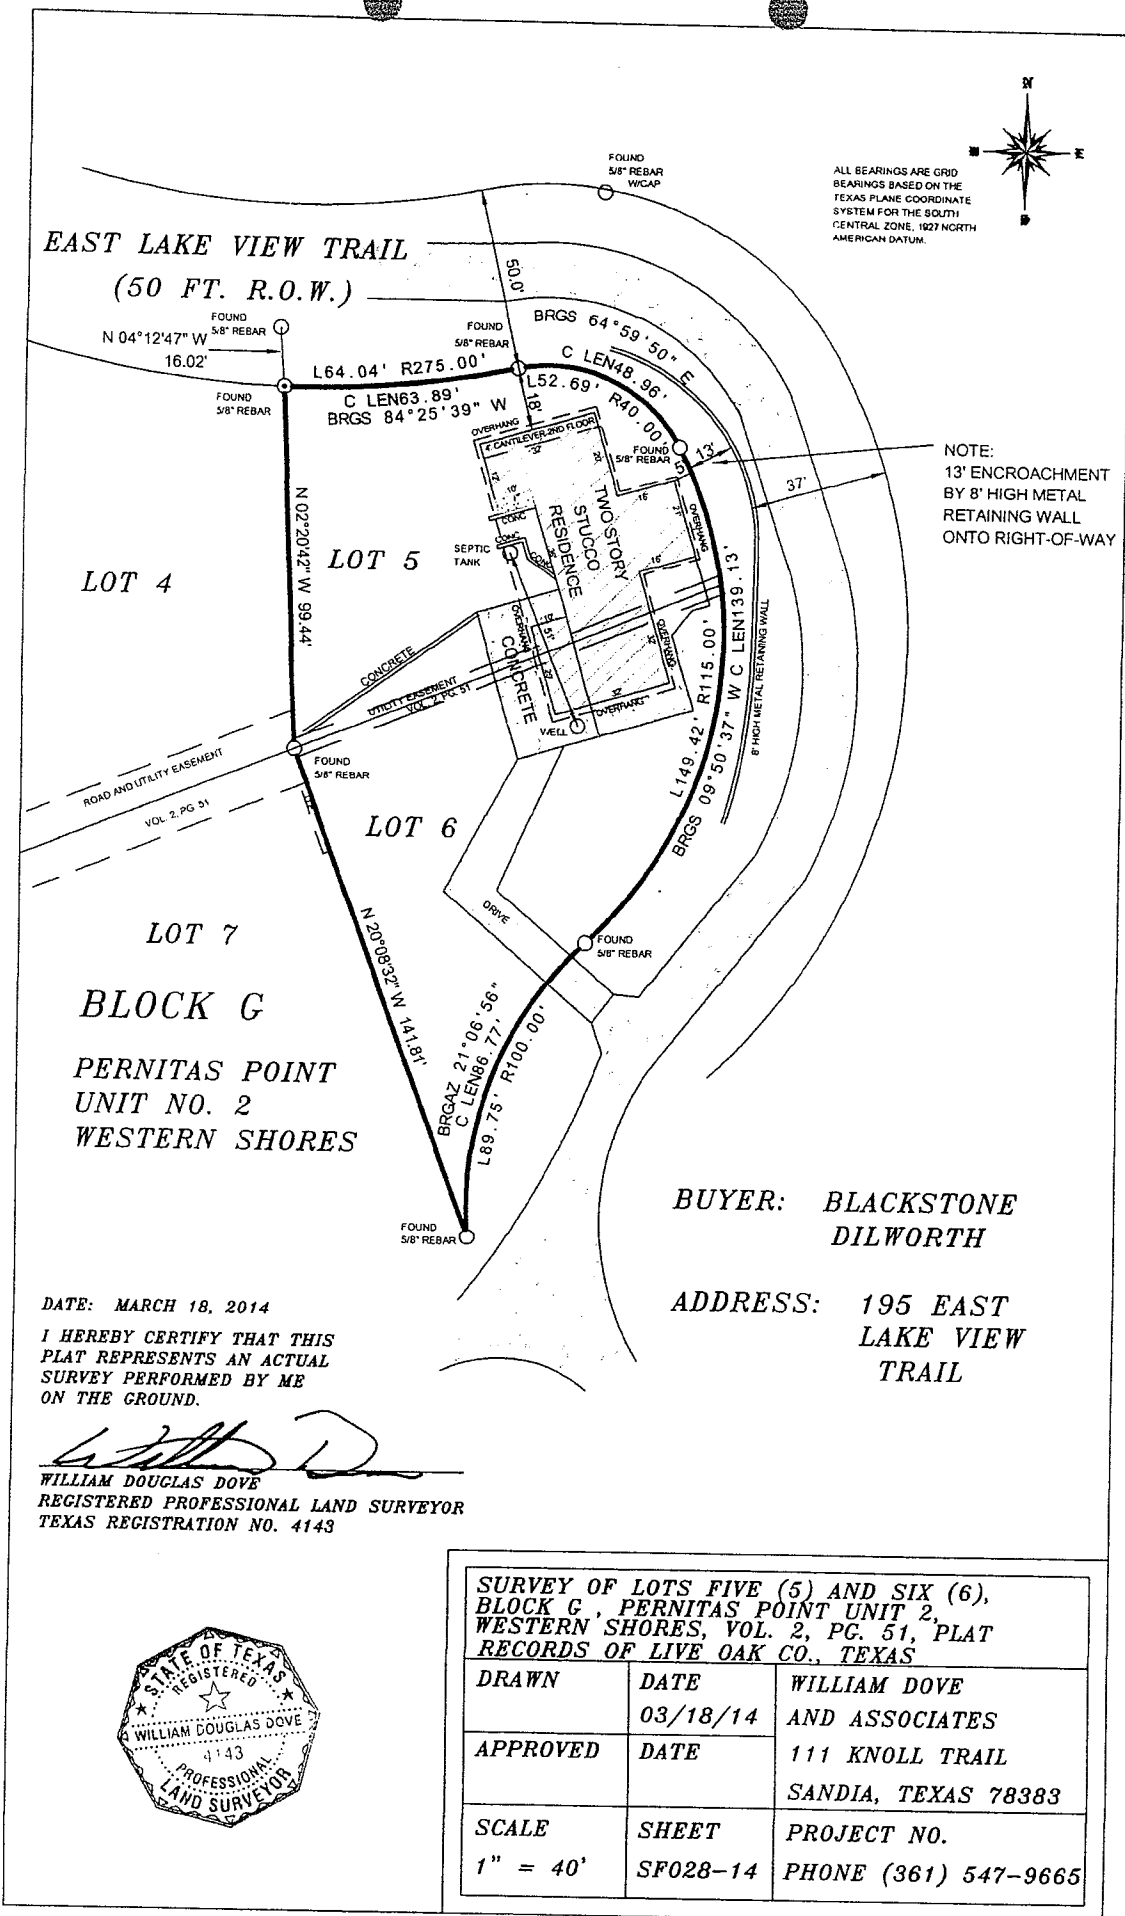 N
E
ALL BEARINGS ARE GRID
BEARINGS BASED ON THE
TEXAS PLANE COORDINATE
SYSTEM FOR THE SOUTH
CENTRAL ZONE, 1927 NORTH
AMERICAN DATUM.
FOUND
5/8" REBAR
W/CAP
EAST LAKE VIEW TRAIL
(50 FT. R.O.W.)
50.0'
FOUND
5/8" REBAR
N 04°12'47" W
16.02'
FOUND
5/8" REBAR
FOUND
5/8" REBAR
L64.04' R275.00'
C LEN63.89'
BRGS 84°25'39" W
BRGS 64°59'50" E
C LEN48.96'
L52.69' R40.00'
18'
OVERHANG
4' CANTILEVER 2ND FLOOR
32'
20'
12'
10'
16'
21'
16'
FOUND
5/8" REBAR
5'
13'
37'
NOTE:
13' ENCROACHMENT
BY 8' HIGH METAL
RETAINING WALL
ONTO RIGHT-OF-WAY
TWO STORY
STUCCO
RESIDENCE
CONC
CONC
CONC
SEPTIC
TANK
OVERHANG
OVERHANG
OVERHANG
OVERHANG
10'
51'
CONCRETE
WELL
N 02°20'42" W 99.44'
LOT 5
LOT 4
CONCRETE
UTILITY EASEMENT
VOL. 2, PG. 51
ROAD AND UTILITY EASEMENT
VOL. 2, PG 51
FOUND
5/8" REBAR
L149.42' R115.00'
BRGS 09°50'37" W C LEN139.13'
8' HIGH METAL RETAINING WALL
LOT 6
DRIVE
FOUND
5/8" REBAR
LOT 7
N 20°08'32" W 141.81'
BLOCK G
PERNITAS POINT
UNIT NO. 2
WESTERN SHORES
BRGAZ 21°06'56"
C LEN86.77'
L89.75' R100.00'
FOUND
5/8" REBAR
BUYER: BLACKSTONE
DILWORTH
ADDRESS: 195 EAST
LAKE VIEW
TRAIL
DATE: MARCH 18, 2014
I HEREBY CERTIFY THAT THIS
PLAT REPRESENTS AN ACTUAL
SURVEY PERFORMED BY ME
ON THE GROUND.
WILLIAM DOUGLAS DOVE
REGISTERED PROFESSIONAL LAND SURVEYOR
TEXAS REGISTRATION NO. 4143
STATE OF TEXAS
REGISTERED
WILLIAM DOUGLAS DOVE
4143
PROFESSIONAL
LAND SURVEYOR
SURVEY OF LOTS FIVE (5) AND SIX (6),
BLOCK G , PERNITAS POINT UNIT 2,
WESTERN SHORES, VOL. 2, PG. 51, PLAT
RECORDS OF LIVE OAK CO., TEXAS
DRAWN
DATE
03/18/14
WILLIAM DOVE
AND ASSOCIATES
111 KNOLL TRAIL
SANDIA, TEXAS 78383
APPROVED
DATE
SCALE
1" = 40'
SHEET
SF028-14
PROJECT NO.
PHONE (361) 547-9665